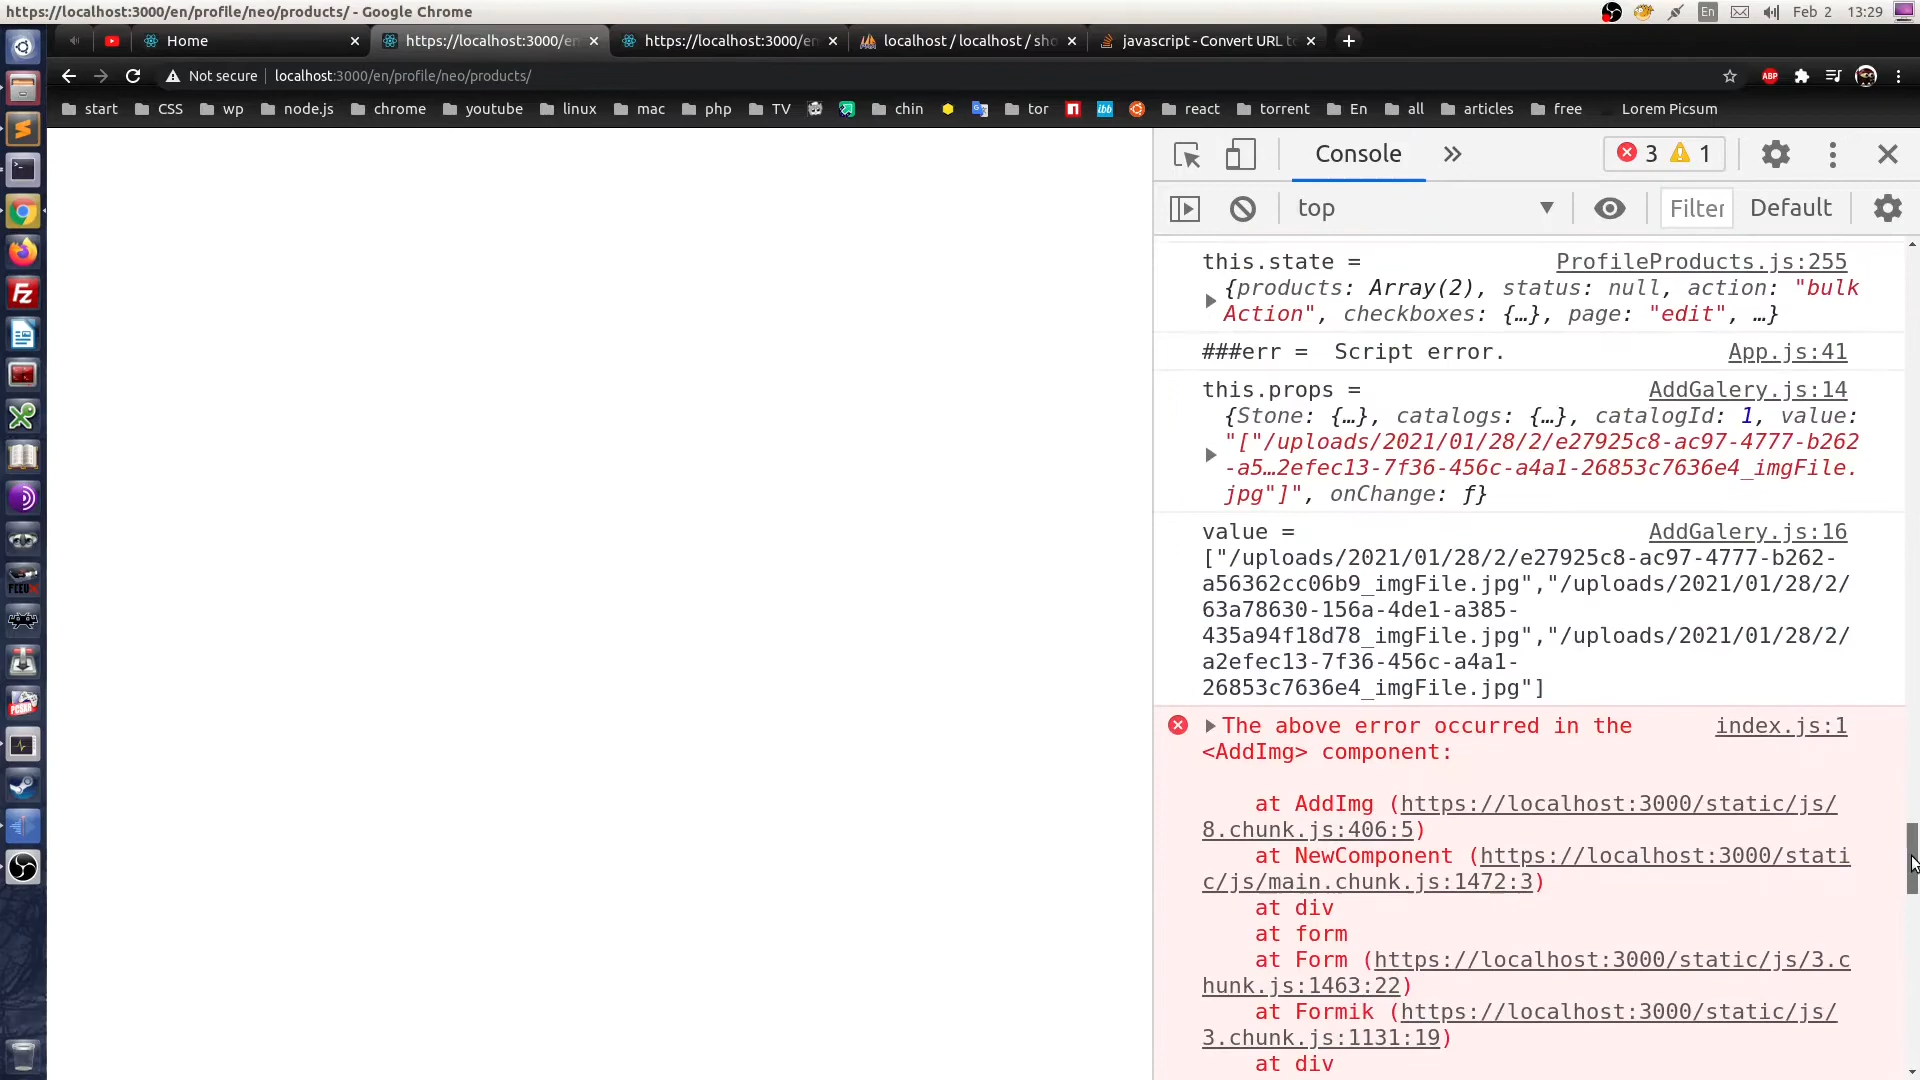 https://localhost:3000/en/profile/neo/products/ - Google Chrome
En
Feb 2
13:29
Home
https://localhost:3000/en
https://localhost:3000/en
localhost / localhost / sho
javascript - Convert URL to
Not secure
localhost:3000/en/profile/neo/products/
ABP
start
CSS
wp
node.js
chrome
youtube
linux
mac
php
TV
chin
tor
ibb
react
torrent
En
all
articles
free
Lorem Picsum
Console
3
1
top
Filter
Default
this.state =
ProfileProducts.js:255
{products: Array(2), status: null, action: "bulk
Action", checkboxes: {…}, page: "edit", …}
###err =  Script error.
App.js:41
this.props =
AddGalery.js:14
{Stone: {…}, catalogs: {…}, catalogId: 1, value:
"["/uploads/2021/01/28/2/e27925c8-ac97-4777-b262
-a5…2efec13-7f36-456c-a4a1-26853c7636e4_imgFile.
jpg"]", onChange: ƒ}
value =
AddGalery.js:16
["/uploads/2021/01/28/2/e27925c8-ac97-4777-b262-
a56362cc06b9_imgFile.jpg","/uploads/2021/01/28/2/
63a78630-156a-4de1-a385-
435a94f18d78_imgFile.jpg","/uploads/2021/01/28/2/
a2efec13-7f36-456c-a4a1-
26853c7636e4_imgFile.jpg"]
The above error occurred in the
index.js:1
<AddImg> component:
at AddImg (https://localhost:3000/static/js/
8.chunk.js:406:5)
at NewComponent (https://localhost:3000/stati
c/js/main.chunk.js:1472:3)
at div
at form
at Form (https://localhost:3000/static/js/3.c
hunk.js:1463:22)
at Formik (https://localhost:3000/static/js/
3.chunk.js:1131:19)
at div